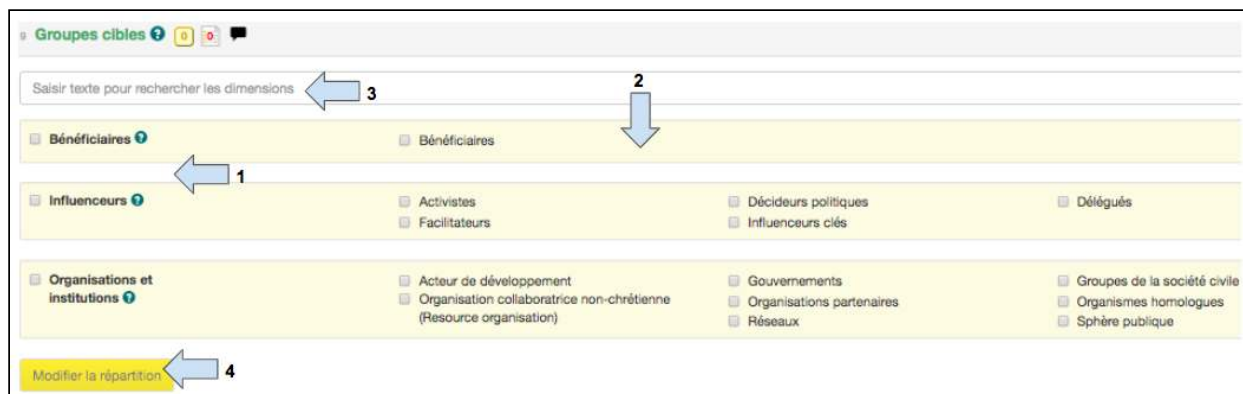 9 Groupes cibles ? 0 0
Saisir texte pour rechercher les dimensions 3
2
Bénéficiaires ? Bénéficiaires
1
Influenceurs ? Activistes Décideurs politiques Délégués
Facilitateurs Influenceurs clés
Organisations et Acteur de développement Gouvernements Groupes de la société civile
institutions ? Organisation collaboratrice non-chrétienne Organisations partenaires Organismes homologues
(Resource organisation) Réseaux Sphère publique
Modifier la répartition 4